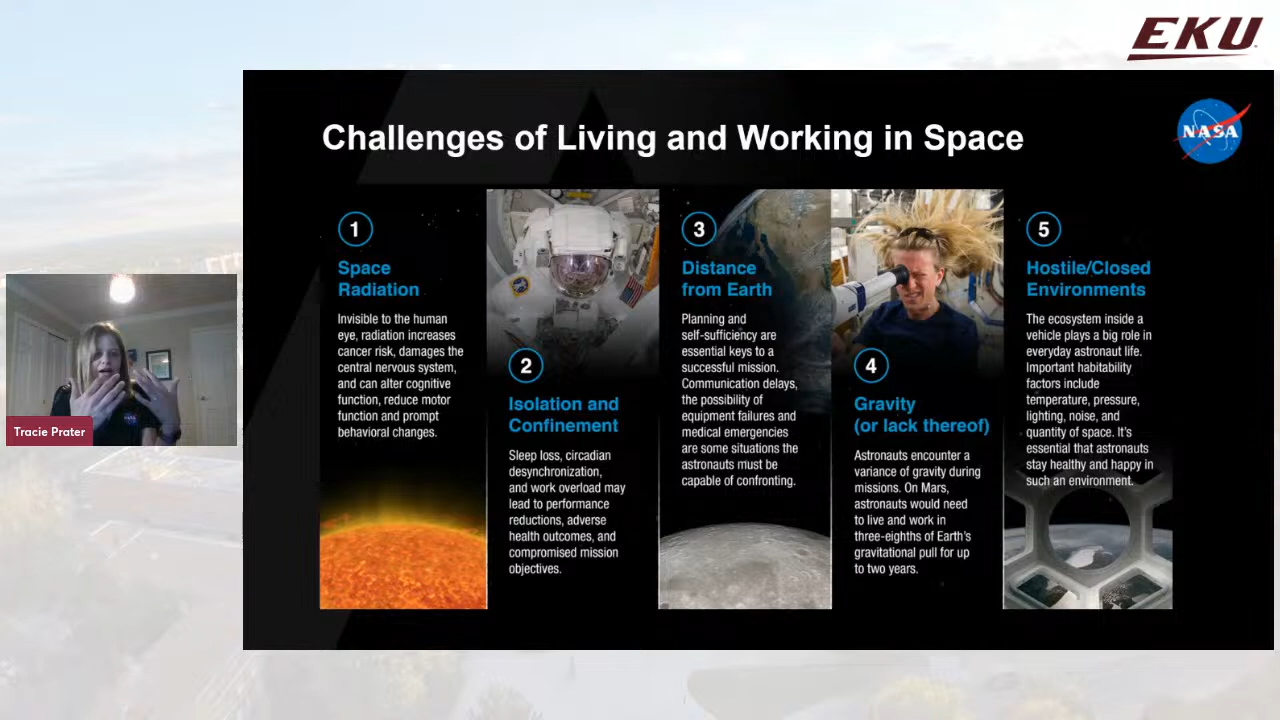 EKU
Challenges of Living and Working in Space
NASA
1
Space
Radiation
Invisible to the human
eye, radiation increases
cancer risk, damages the
central nervous system,
and can alter cognitive
function, reduce motor
function and prompt
behavioral changes.
2
Isolation and
Confinement
Sleep loss, circadian
desynchronization,
and work overload may
lead to performance
reductions, adverse
health outcomes, and
compromised mission
objectives.
3
Distance
from Earth
Planning and
self-sufficiency are
essential keys to a
successful mission.
Communication delays,
the possibility of
equipment failures and
medical emergencies
are some situations the
astronauts must be
capable of confronting.
4
Gravity
(or lack thereof)
Astronauts encounter a
variance of gravity during
missions. On Mars,
astronauts would need
to live and work in
three-eighths of Earth's
gravitational pull for up
to two years.
5
Hostile/Closed
Environments
The ecosystem inside a
vehicle plays a big role in
everyday astronaut life.
Important habitability
factors include
temperature, pressure,
lighting, noise, and
quantity of space. It's
essential that astronauts
stay healthy and happy in
such an environment.
Tracie Prater